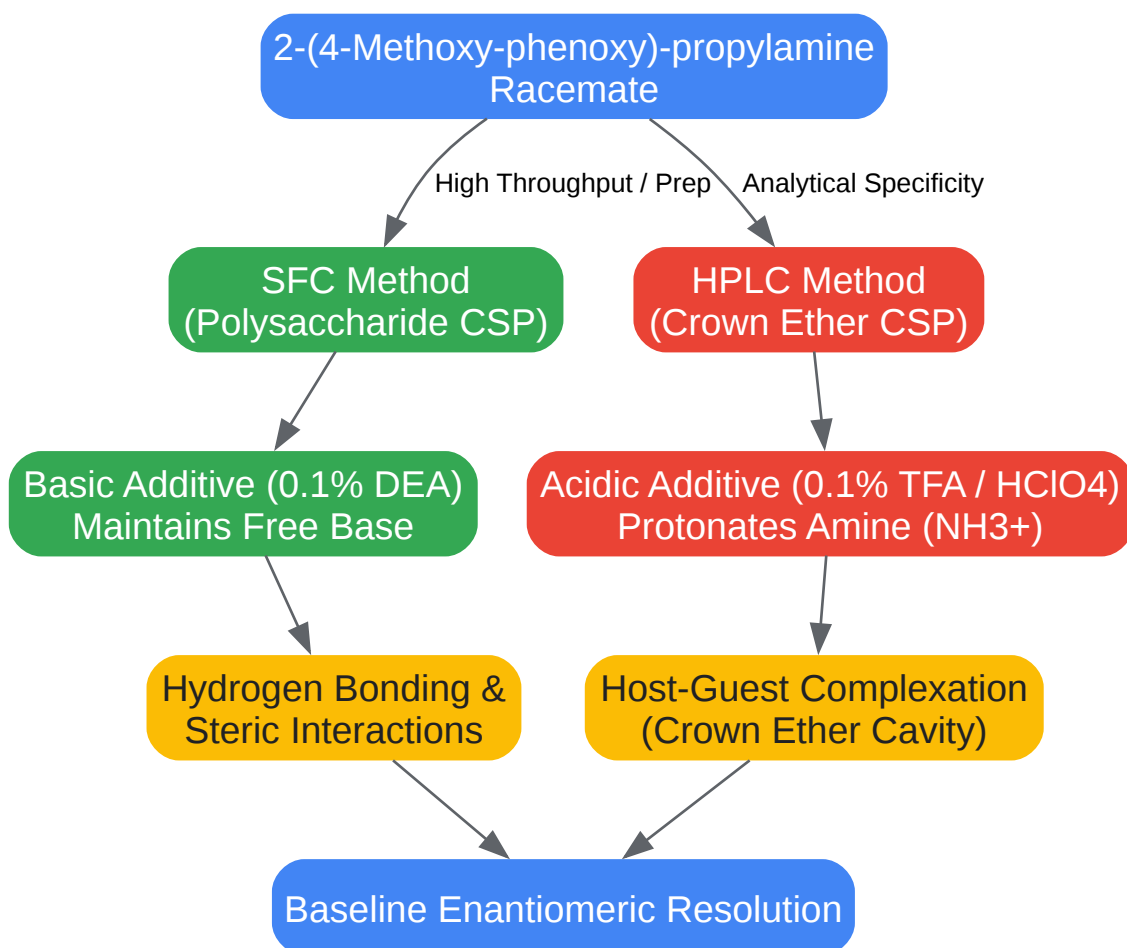 2-(4-Methoxy-phenoxy)-propylamine
Racemate
High Throughput / Prep
Analytical Specificity
SFC Method
(Polysaccharide CSP)
HPLC Method
(Crown Ether CSP)
Basic Additive (0.1% DEA)
Maintains Free Base
Acidic Additive (0.1% TFA / HClO4)
Protonates Amine (NH3+)
Hydrogen Bonding &
Steric Interactions
Host-Guest Complexation
(Crown Ether Cavity)
Baseline Enantiomeric Resolution